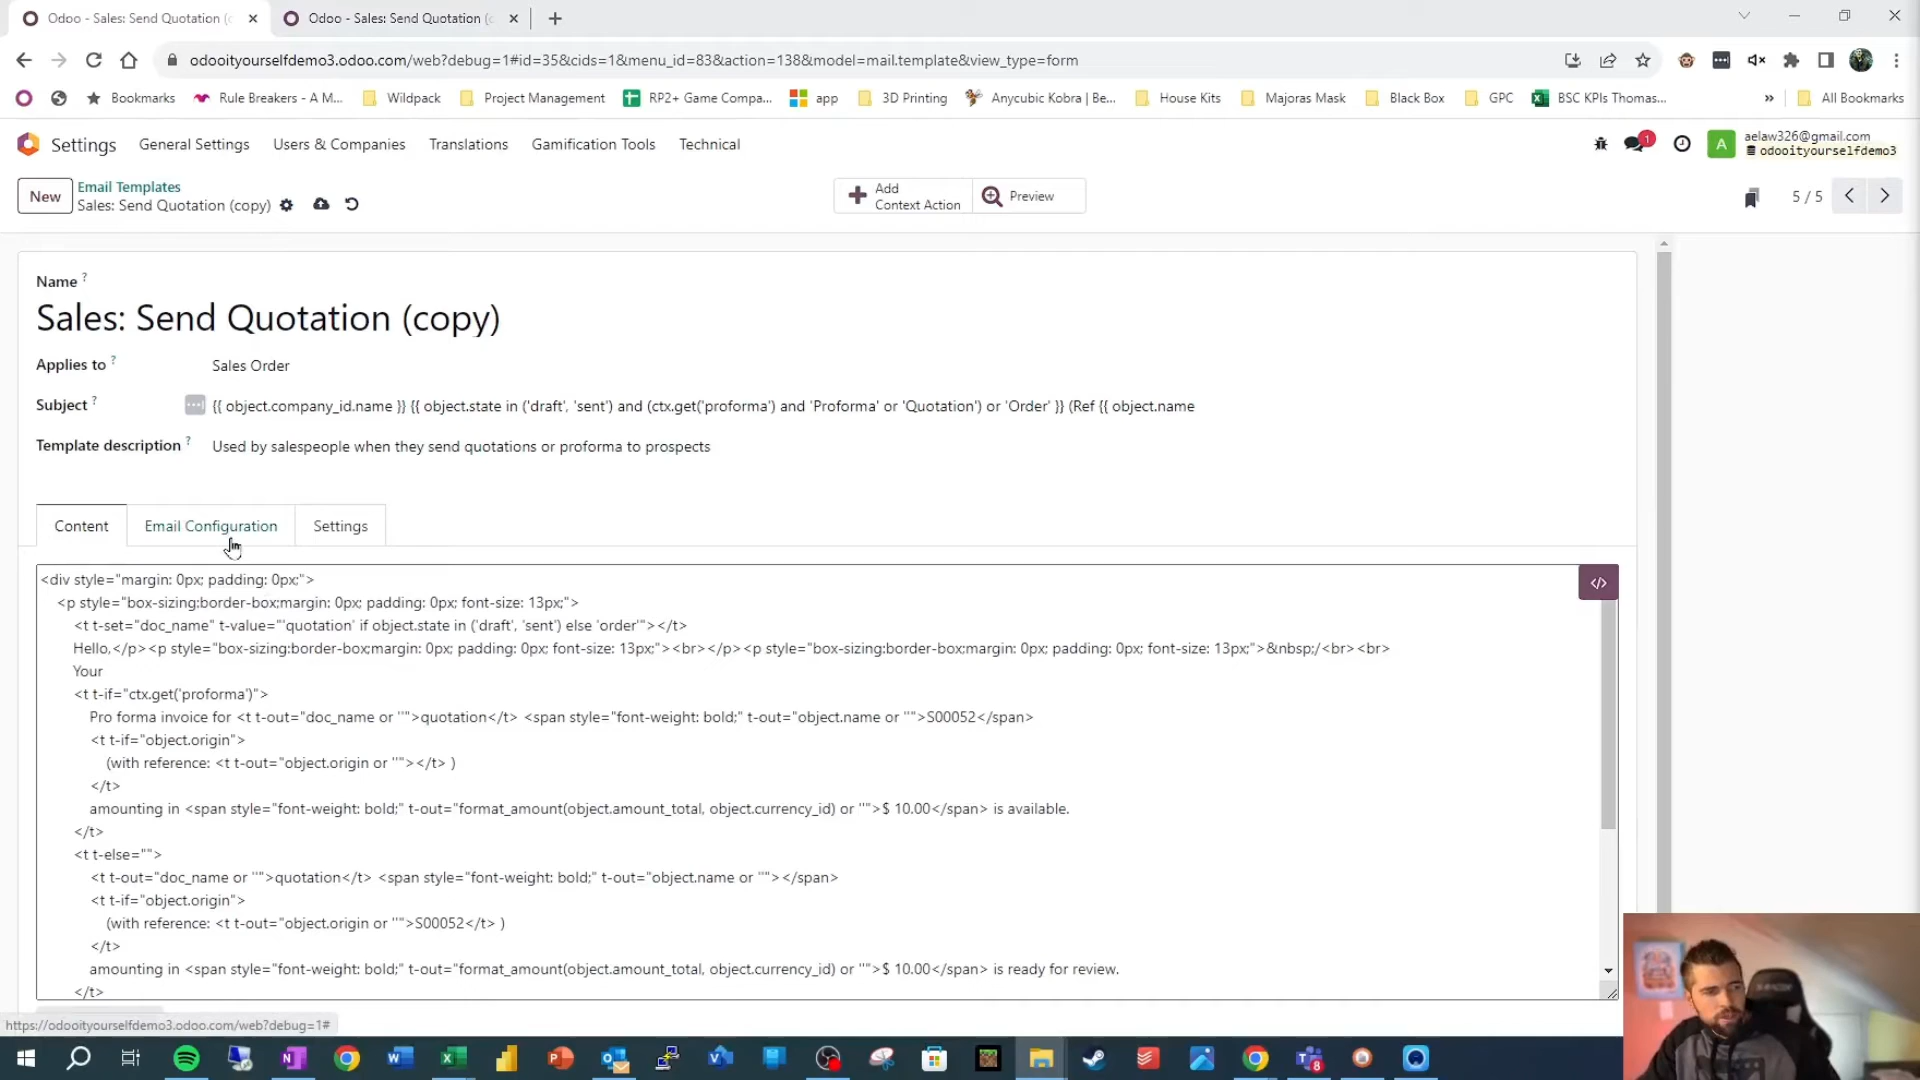 Odoo - Sales: Send Quotation (
Odoo - Sales: Send Quotation (
odooityourselfdemo3.odoo.com/web?debug=1#id=35&cids=1&menu_id=83&action=138&model=mail.template&view_type=form
Bookmarks Rule Breakers - A M... Wildpack Project Management RP2+ Game Compa... app 3D Printing Anycubic Kobra | Be... House Kits Majoras Mask Black Box GPC BSC KPIs Thomas... » All Bookmarks
Settings General Settings Users & Companies Translations Gamification Tools Technical
1
A
aelaw326@gmail.com
odooityourselfdemo3
New
Email Templates
Sales: Send Quotation (copy)
Add
Context Action
Preview
5 / 5
Name ?
Sales: Send Quotation (copy)
Applies to ? Sales Order
Subject ? {{ object.company_id.name }} {{ object.state in ('draft', 'sent') and (ctx.get('proforma') and 'Proforma' or 'Quotation') or 'Order' }} (Ref {{ object.name
Template description ? Used by salespeople when they send quotations or proforma to prospects
Content Email Configuration Settings
</>
<div style="margin: 0px; padding: 0px;">
<p style="box-sizing:border-box;margin: 0px; padding: 0px; font-size: 13px;">
<t t-set="doc_name" t-value="'quotation' if object.state in ('draft', 'sent') else 'order'"></t>
Hello,</p><p style="box-sizing:border-box;margin: 0px; padding: 0px; font-size: 13px;"><br></p><p style="box-sizing:border-box;margin: 0px; padding: 0px; font-size: 13px;">&nbsp;/<br><br>
Your
<t t-if="ctx.get('proforma')">
Pro forma invoice for <t t-out="doc_name or ''">quotation</t> <span style="font-weight: bold;" t-out="object.name or ''">S00052</span>
<t t-if="object.origin">
(with reference: <t t-out="object.origin or ''"></t> )
</t>
amounting in <span style="font-weight: bold;" t-out="format_amount(object.amount_total, object.currency_id) or ''">$ 10.00</span> is available.
</t>
<t t-else="">
<t t-out="doc_name or ''">quotation</t> <span style="font-weight: bold;" t-out="object.name or ''"></span>
<t t-if="object.origin">
(with reference: <t t-out="object.origin or ''">S00052</t> )
</t>
amounting in <span style="font-weight: bold;" t-out="format_amount(object.amount_total, object.currency_id) or ''">$ 10.00</span> is ready for review.
</t>
https://odooityourselfdemo3.odoo.com/web?debug=1#
8